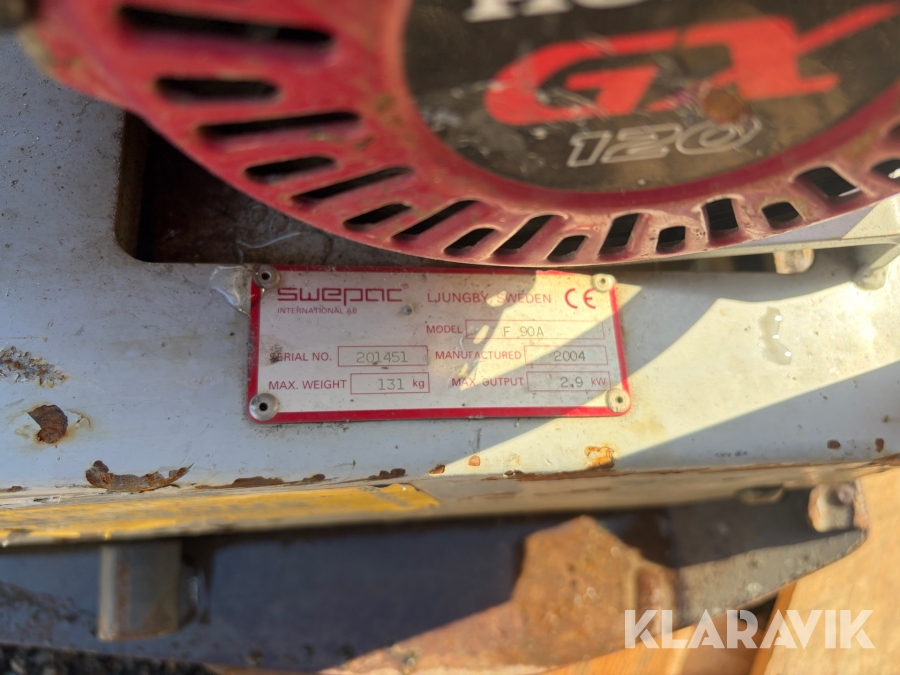 GX
120
swepac
LJUNGBY, SWEDEN CE
INTERNATIONAL AB
MODEL F 90A
SERIAL NO. 201451 MANUFACTURED 2004
MAX. WEIGHT 131 kg MAX. OUTPUT 2.9 kW
KLARAVIK